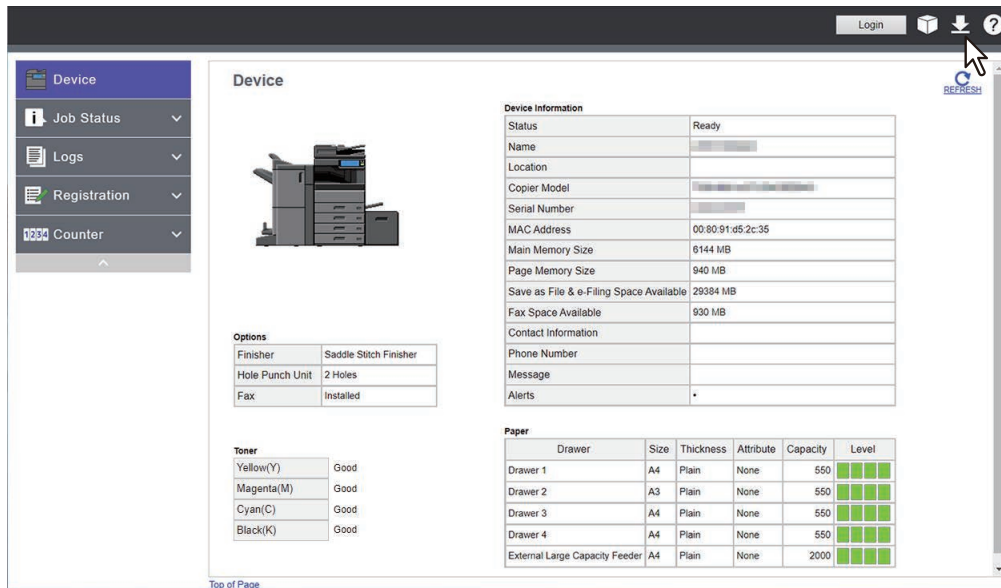 Login
?
Device
Job Status
Logs
Registration
1234 Counter
Device
REFRESH
Device Information
Status Ready
Name
Location
Copier Model
Serial Number
MAC Address 00:80:91:d5:2c:35
Main Memory Size 6144 MB
Page Memory Size 940 MB
Save as File & e-Filing Space Available 29384 MB
Fax Space Available 930 MB
Contact Information
Phone Number
Message
Alerts •
Options
Finisher Saddle Stitch Finisher
Hole Punch Unit 2 Holes
Fax Installed
Toner
Yellow(Y) Good
Magenta(M) Good
Cyan(C) Good
Black(K) Good
Paper
Drawer Size Thickness Attribute Capacity Level
Drawer 1 A4 Plain None 550
Drawer 2 A3 Plain None 550
Drawer 3 A4 Plain None 550
Drawer 4 A4 Plain None 550
External Large Capacity Feeder A4 Plain None 2000
Top of Page